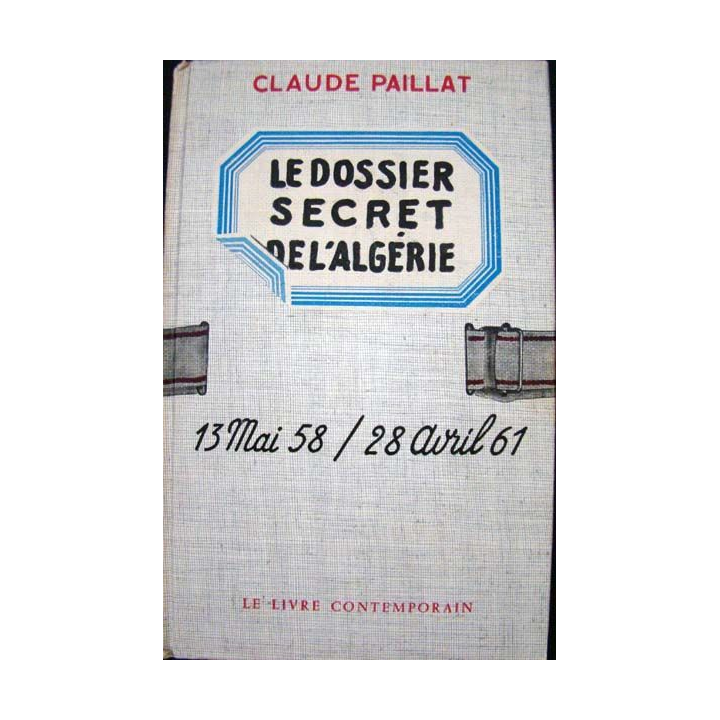 CLAUDE PAILLAT
LE DOSSIER
SECRET
DE L'ALGÉRIE
13 Mai 58 / 28 avril 61
LE LIVRE CONTEMPORAIN